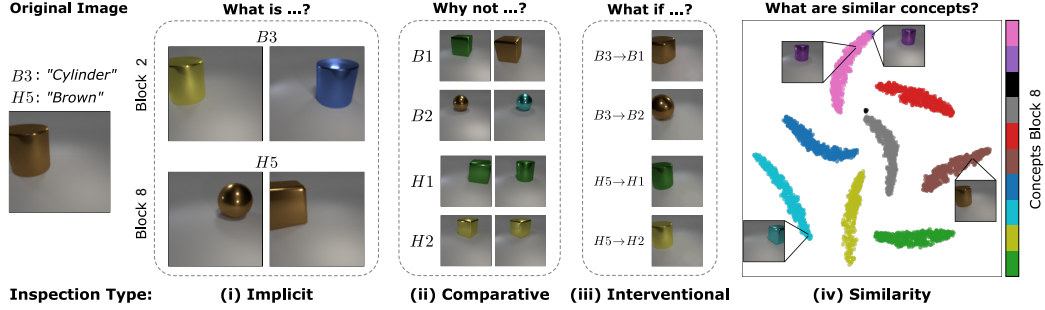 Original Image
What is ...?
Why not ...?
What if ...?
What are similar concepts?
B3: "Cylinder"
H5: "Brown"
Block 2
B3
Block 8
H5
B1
B2
H1
H2
B3→B1
B3→B2
H5→H1
H5→H2
Concepts Block 8
Inspection Type:
(i) Implicit
(ii) Comparative
(iii) Interventional
(iv) Similarity